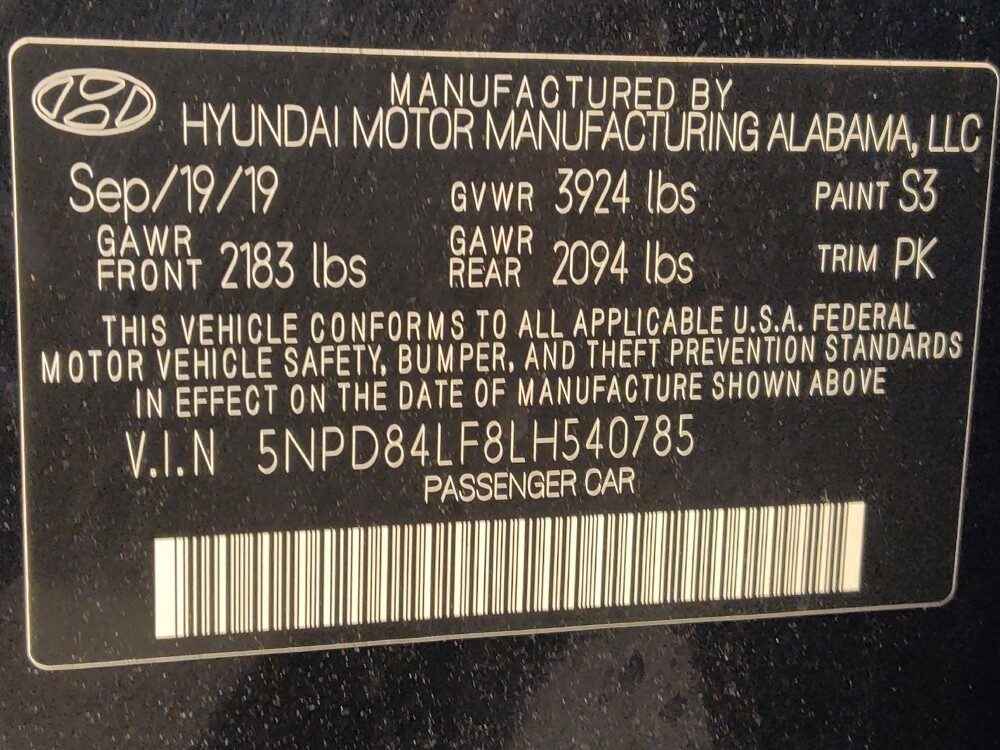 MANUFACTURED BY
HYUNDAI MOTOR MANUFACTURING ALABAMA, LLC
Sep/19/19 GVWR 3924 lbs PAINT S3
GAWR FRONT 2183 lbs GAWR REAR 2094 lbs TRIM PK
THIS VEHICLE CONFORMS TO ALL APPLICABLE U.S.A. FEDERAL
MOTOR VEHICLE SAFETY, BUMPER, AND THEFT PREVENTION STANDARDS
IN EFFECT ON THE DATE OF MANUFACTURE SHOWN ABOVE
V.I.N 5NPD84LF8LH540785
PASSENGER CAR